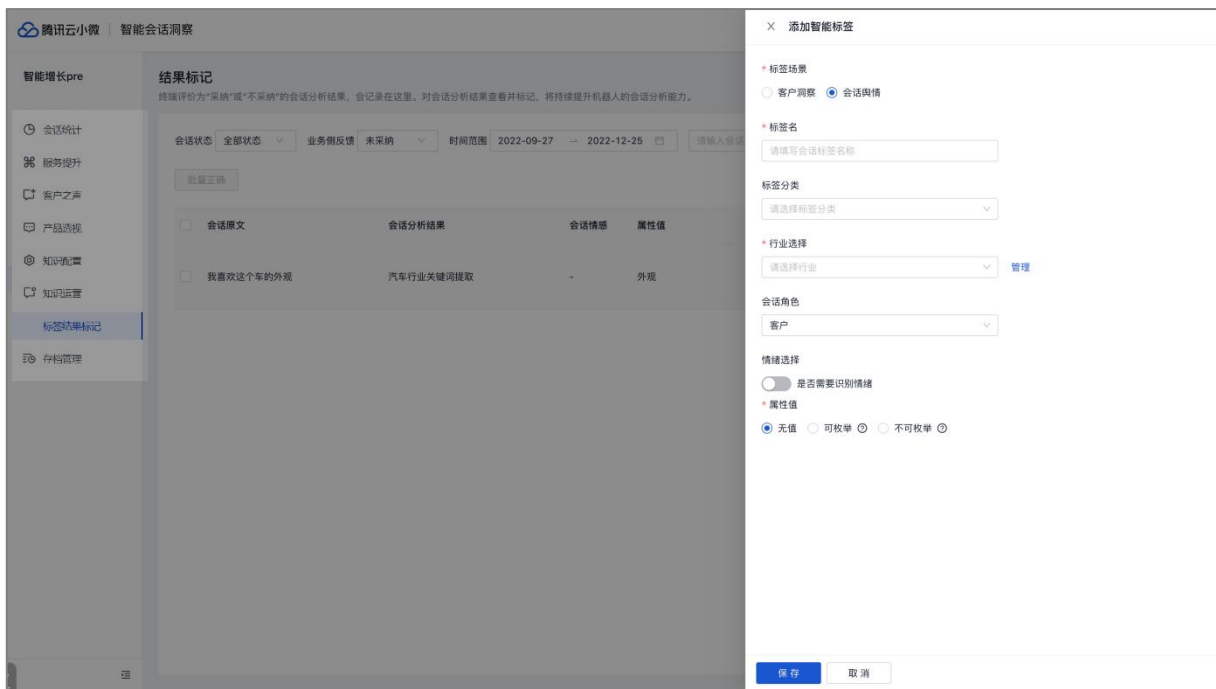 腾讯云小微 智能会话洞察
智能增长pre
会话统计
服务提升
客户之声
产品透视
知识配置
知识运营
标签结果标记
存档管理
结果标记
终端评价为“采纳”或“不采纳”的会话分析结果，会记录在这里。对会话分析结果查看并标记，将持续提升机器人的会话分析能力。
会话状态 全部状态 业务侧反馈 未采纳 时间范围 2022-09-27 → 2022-12-25 请输入会话
批量正确
会话原文 会话分析结果 会话情感 属性值
我喜欢这个车的外观 汽车行业关键词提取 - 外观
添加智能标签
* 标签场景
客户洞察 会话舆情
* 标签名
请填写会话标签名称
标签分类
请选择标签分类
* 行业选择
请选择行业 管理
会话角色
客户
情绪选择
是否需要识别情绪
* 属性值
无值 可枚举 不可枚举
保存 取消